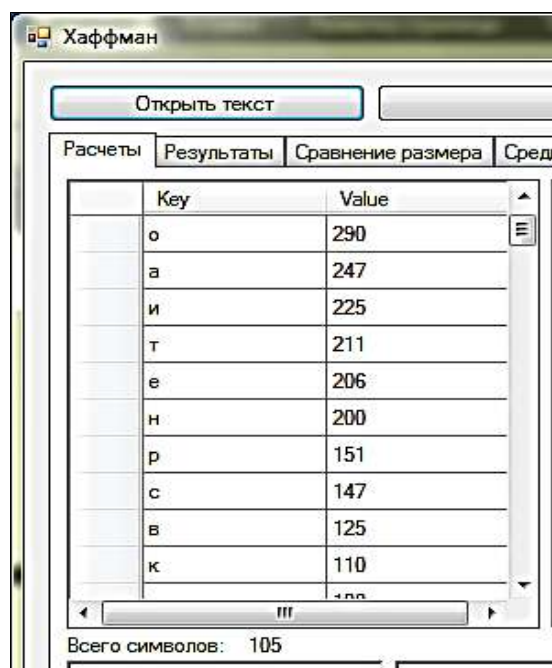 Хаффман
Открыть текст
Расчеты Результаты Сравнение размера Сред
Key Value
о 290
а 247
и 225
т 211
е 206
н 200
р 151
с 147
в 125
к 110
Всего символов: 105